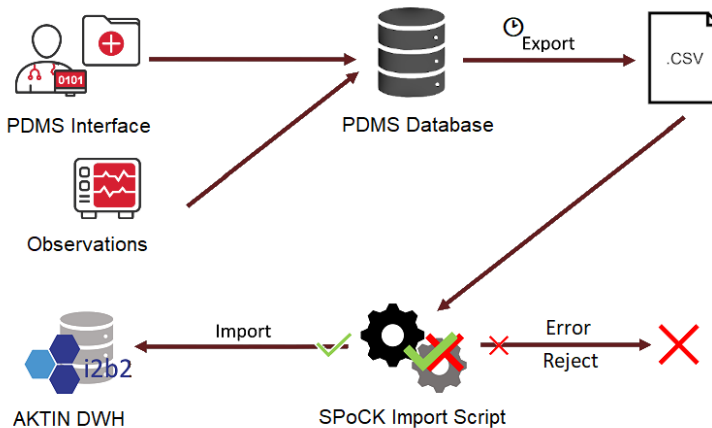 0101
PDMS Interface
PDMS Database
Export
.CSV
Observations
Import
i2b2
AKTIN DWH
SPoCK Import Script
Error
Reject